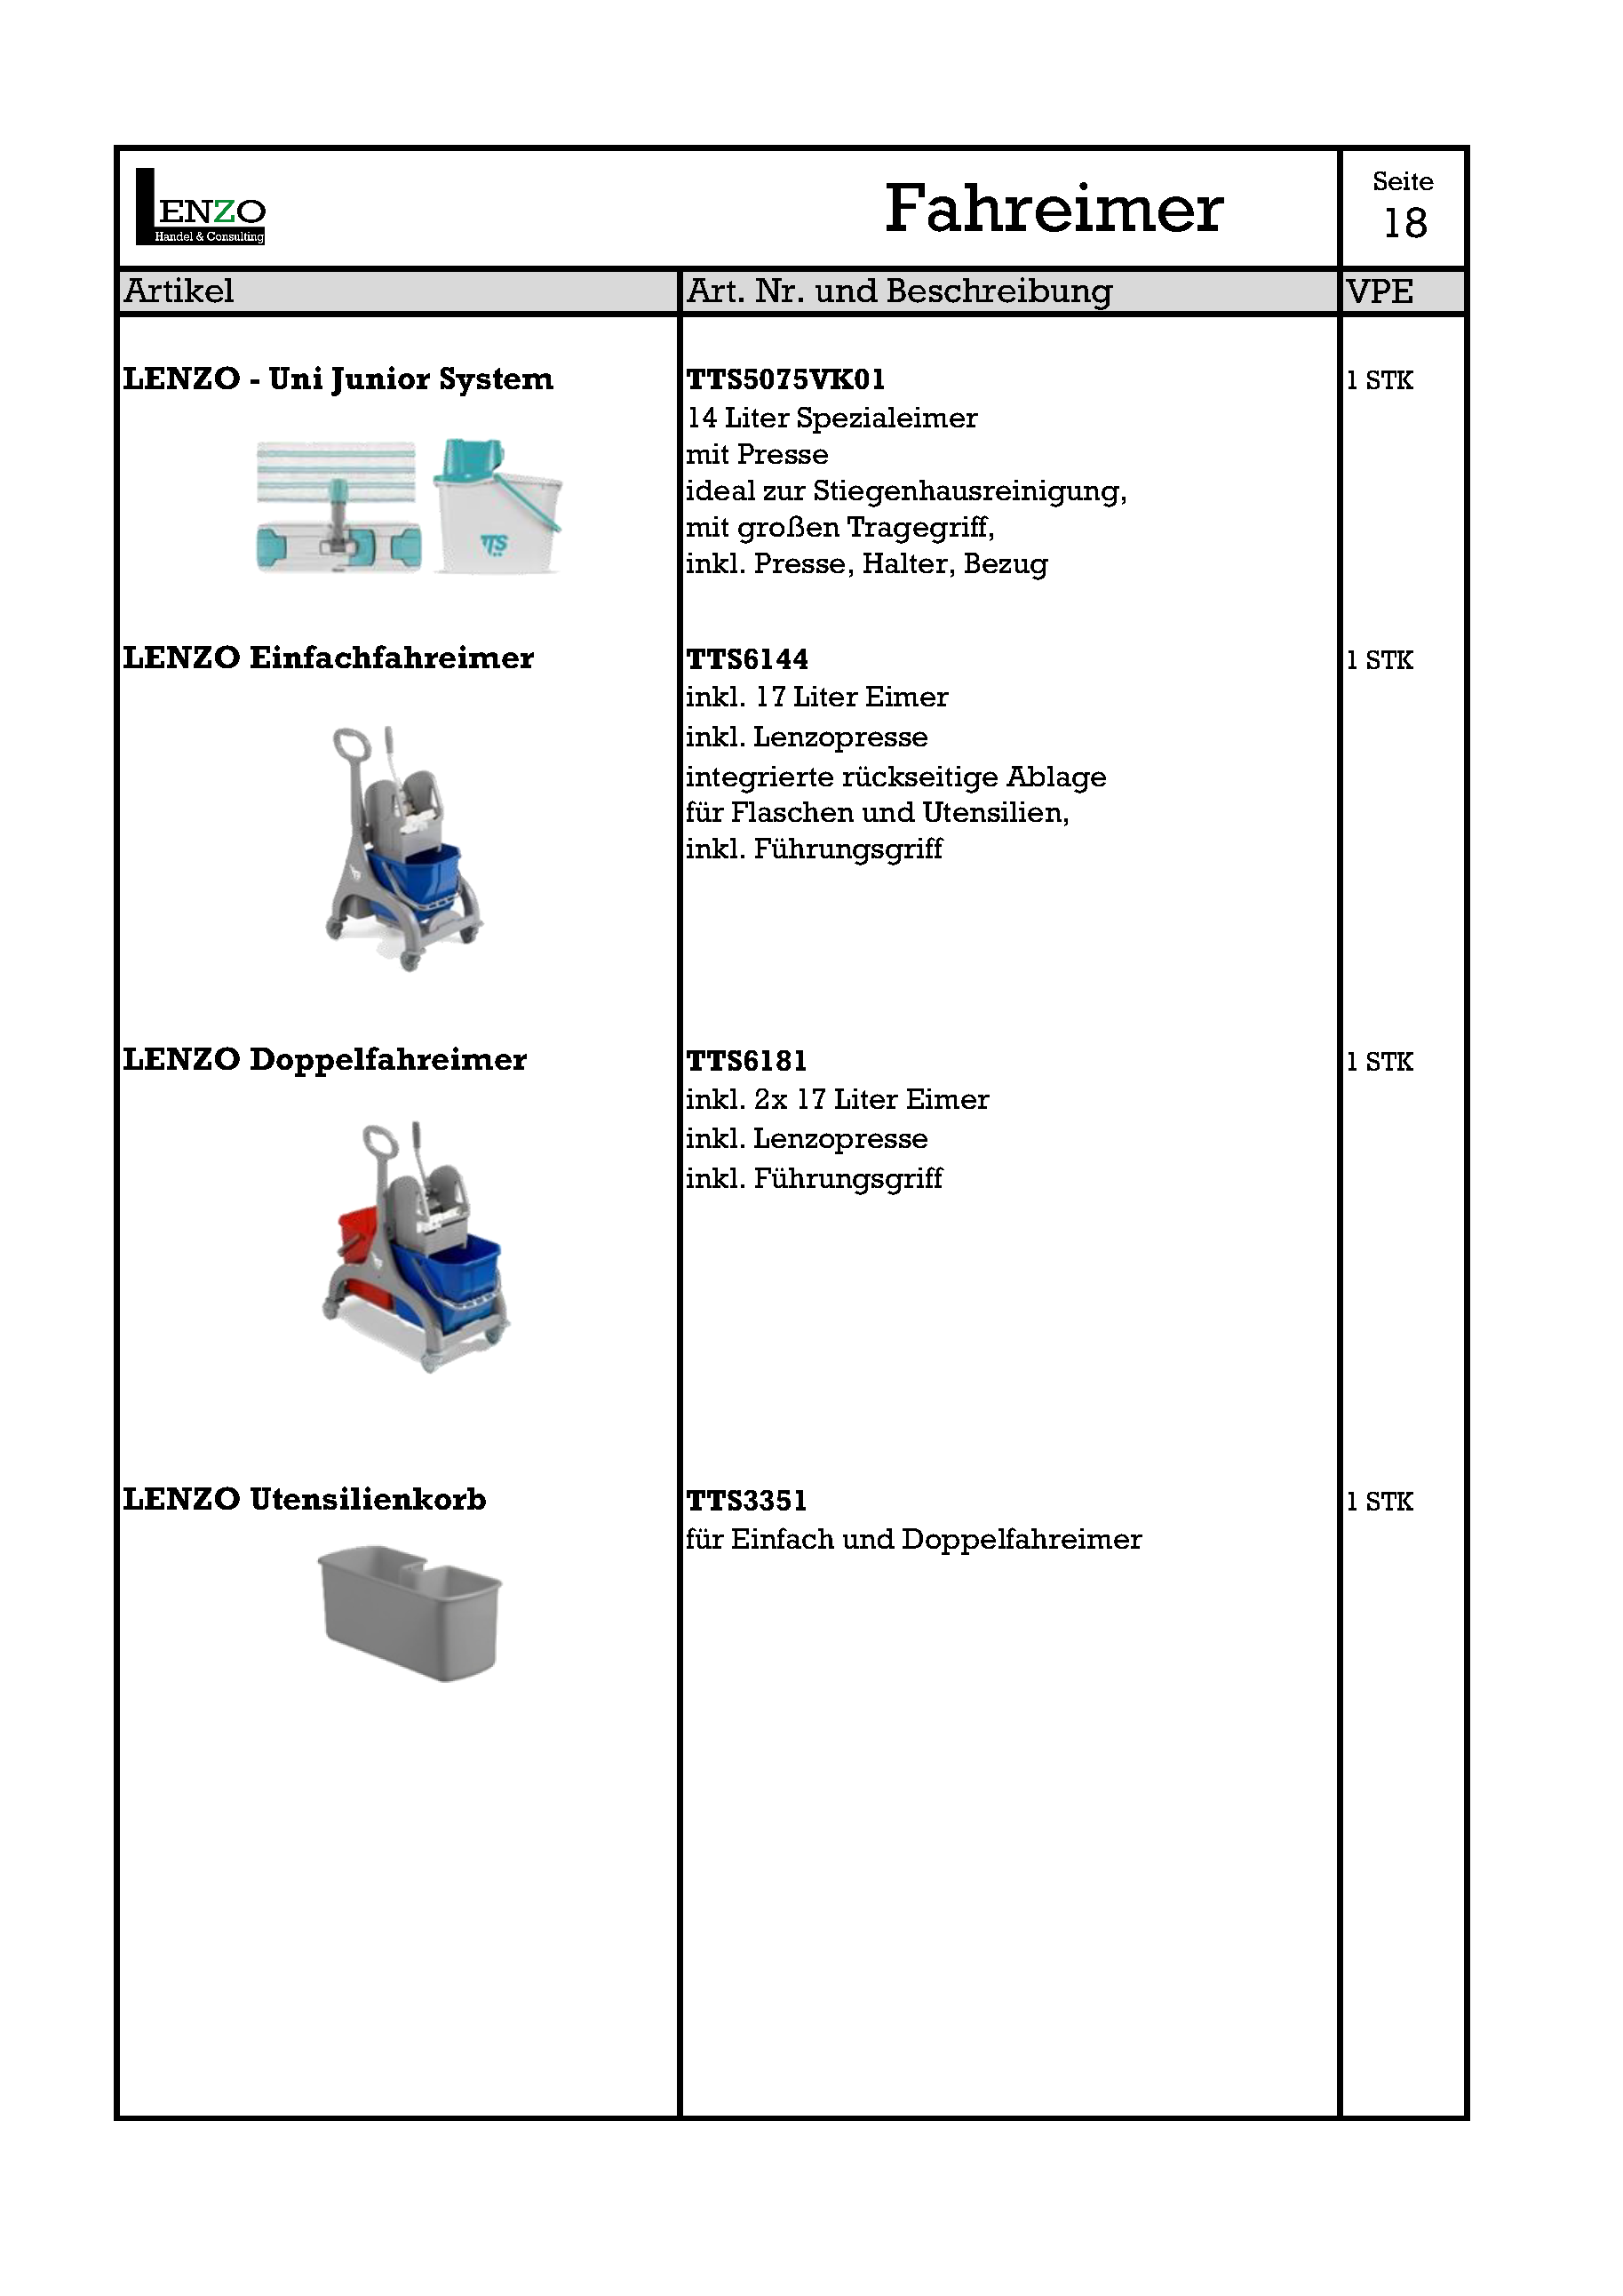 LENZO
Handel & Consulting
Fahreimer
Seite
18
Artikel
Art. Nr. und Beschreibung
VPE
LENZO - Uni Junior System
TTS5075VK01
1 STK
14 Liter Spezialeimer
mit Presse
ideal zur Stiegenhausreinigung,
mit großen Tragegriff,
inkl. Presse, Halter, Bezug
TTS
LENZO Einfachfahreimer
TTS6144
1 STK
inkl. 17 Liter Eimer
inkl. Lenzopresse
integrierte rückseitige Ablage
für Flaschen und Utensilien,
inkl. Führungsgriff
LENZO Doppelfahreimer
TTS6181
1 STK
inkl. 2x 17 Liter Eimer
inkl. Lenzopresse
inkl. Führungsgriff
LENZO Utensilienkorb
TTS3351
1 STK
für Einfach und Doppelfahreimer